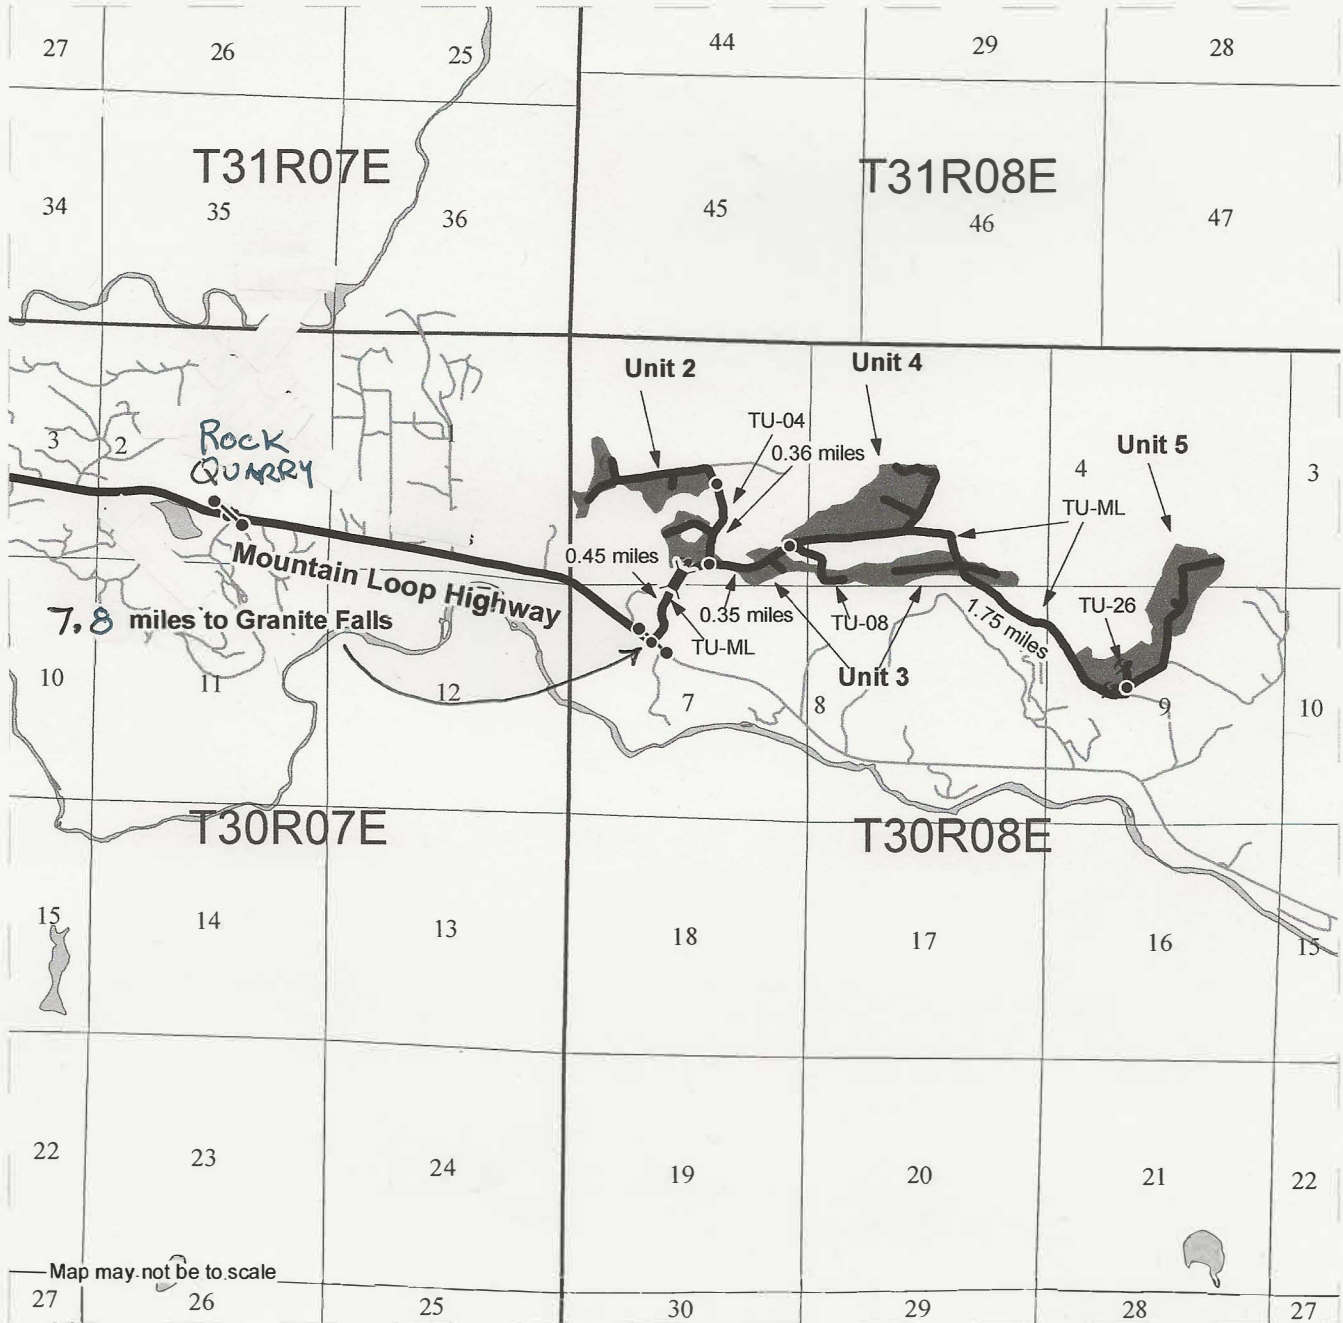 27 26 25 44 29 28
T31R07E T31R08E
34 35 36 45 46 47
Unit 2 Unit 4
TU-04
0.36 miles
Unit 5
3 2 1 4 3
ROCK
QUARRY
TU-ML
0.45 miles
Mountain Loop Highway
7.8 miles to Granite Falls
0.35 miles
TU-08
1.75 miles
TU-26
TU-ML
Unit 3
10 11 12 7 8 9 10
T30R07E T30R08E
15 14 13 18 17 16 15
22 23 24 19 20 21 22
Map may not be to scale
27 26 25 30 29 28 27